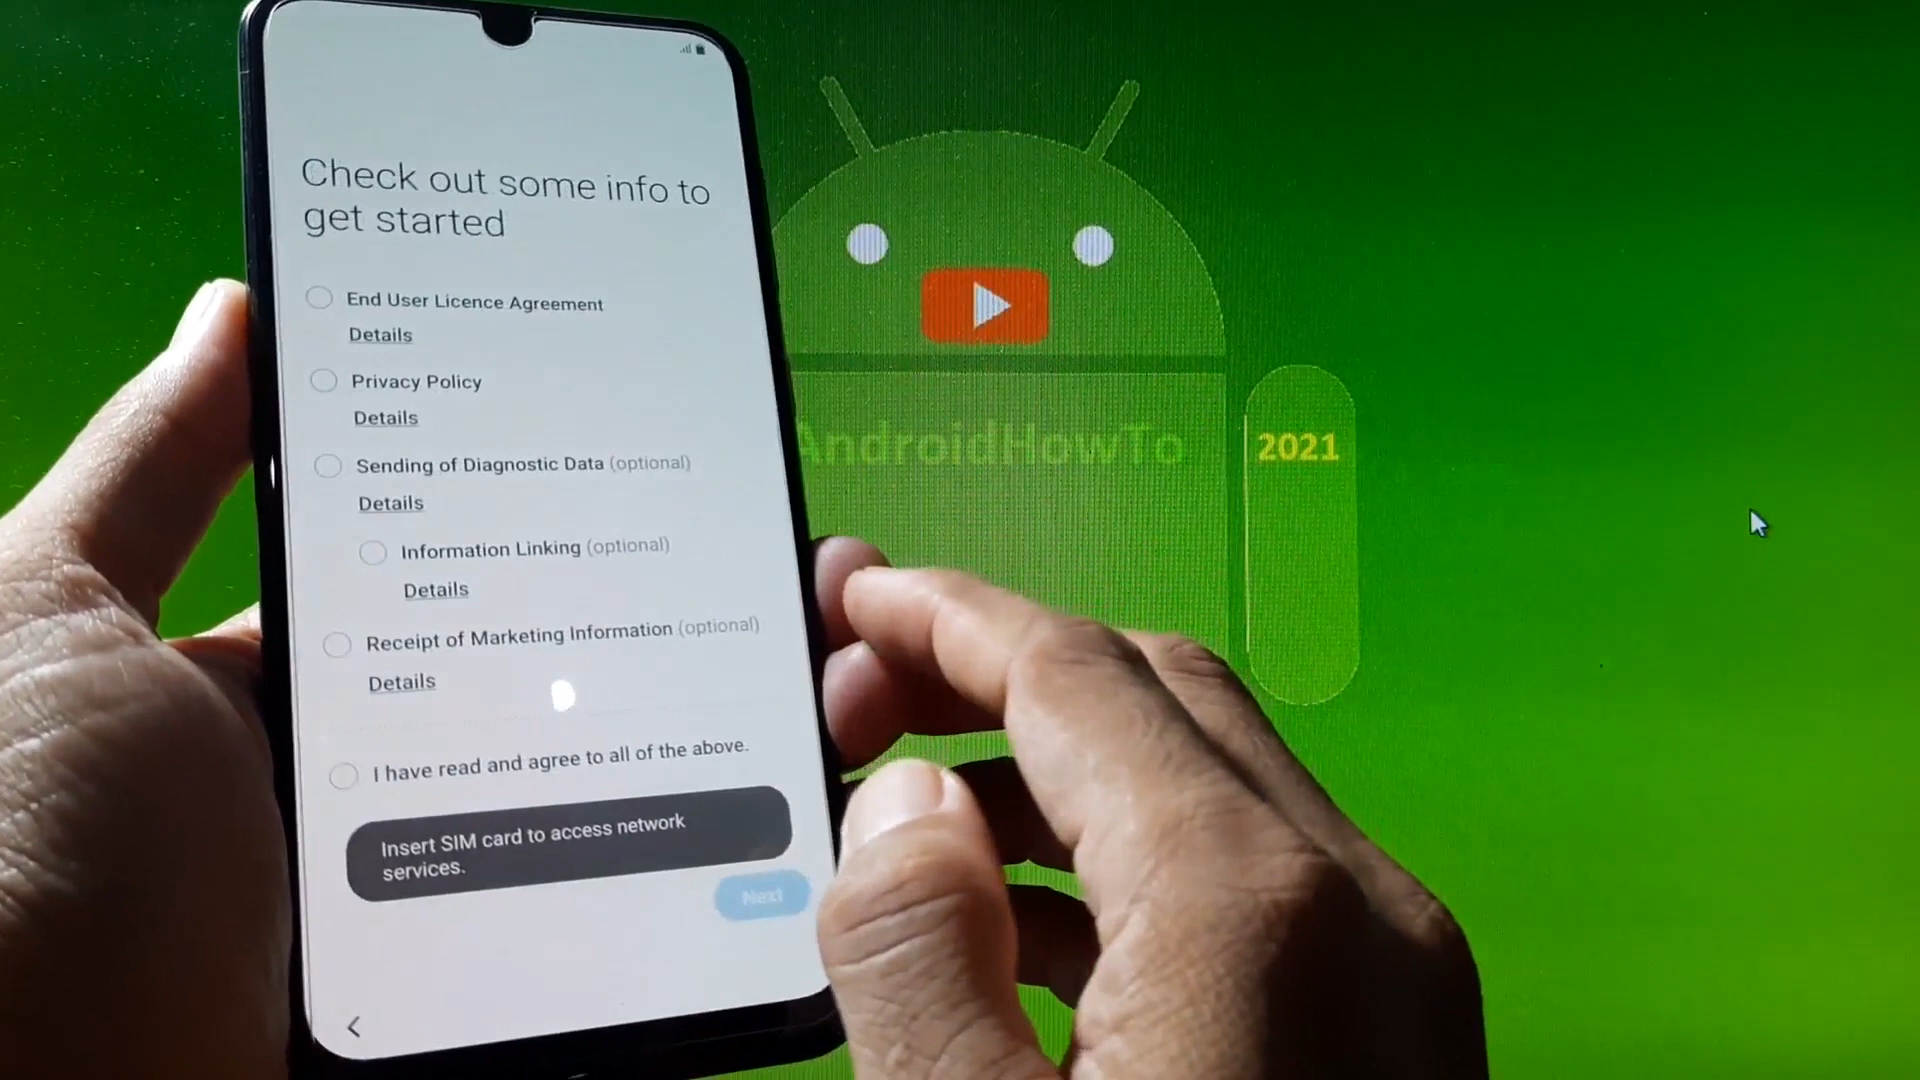 Check out some info to
get started
End User Licence Agreement
Details
Privacy Policy
Details
Sending of Diagnostic Data (optional)
Details
Information Linking (optional)
Details
Receipt of Marketing Information (optional)
Details
I have read and agree to all of the above.
Insert SIM card to access network
services.
Next
AndroidHowTo
2021